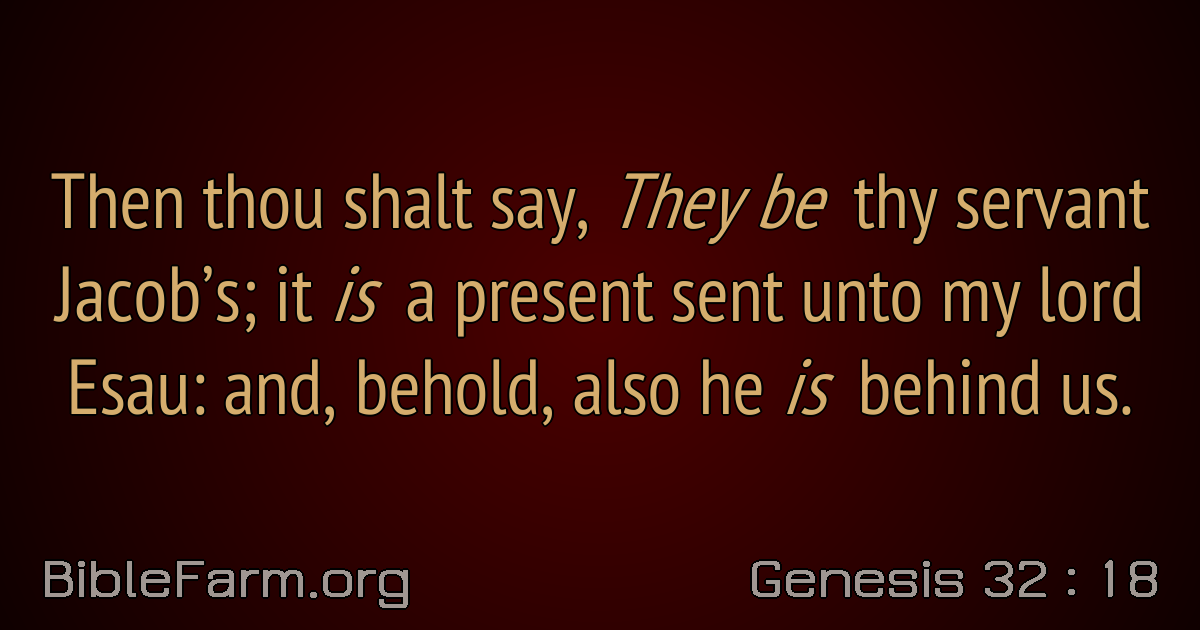 Then thou shalt say, They be thy servant
Jacob’s; it is a present sent unto my lord
Esau: and, behold, also he is behind us.
BibleFarm.org
Genesis 32 : 18